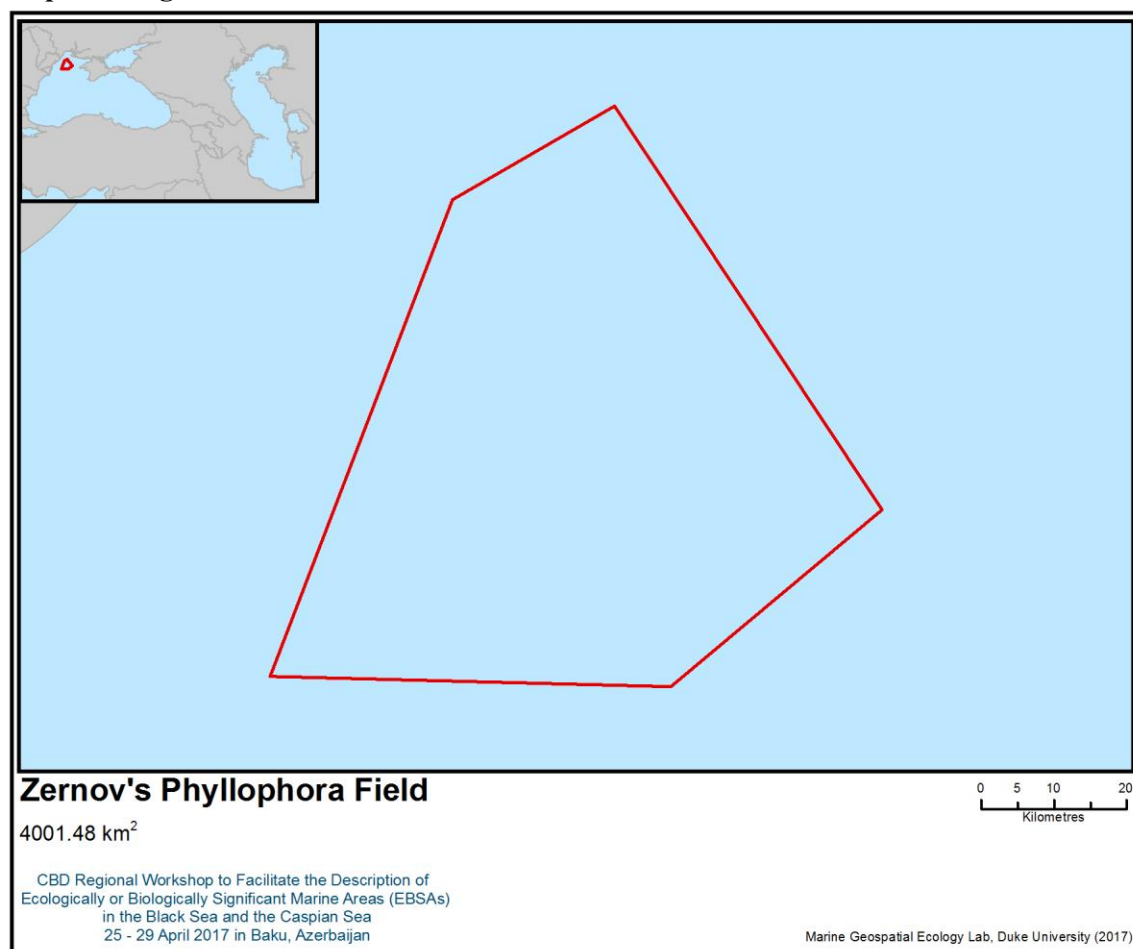 Zernov's Phyllophora Field
4001.48 km²
0 5 10 20
Kilometres
CBD Regional Workshop to Facilitate the Description of
Ecologically or Biologically Significant Marine Areas (EBSAs)
in the Black Sea and the Caspian Sea
25 - 29 April 2017 in Baku, Azerbaijan
Marine Geospatial Ecology Lab, Duke University (2017)